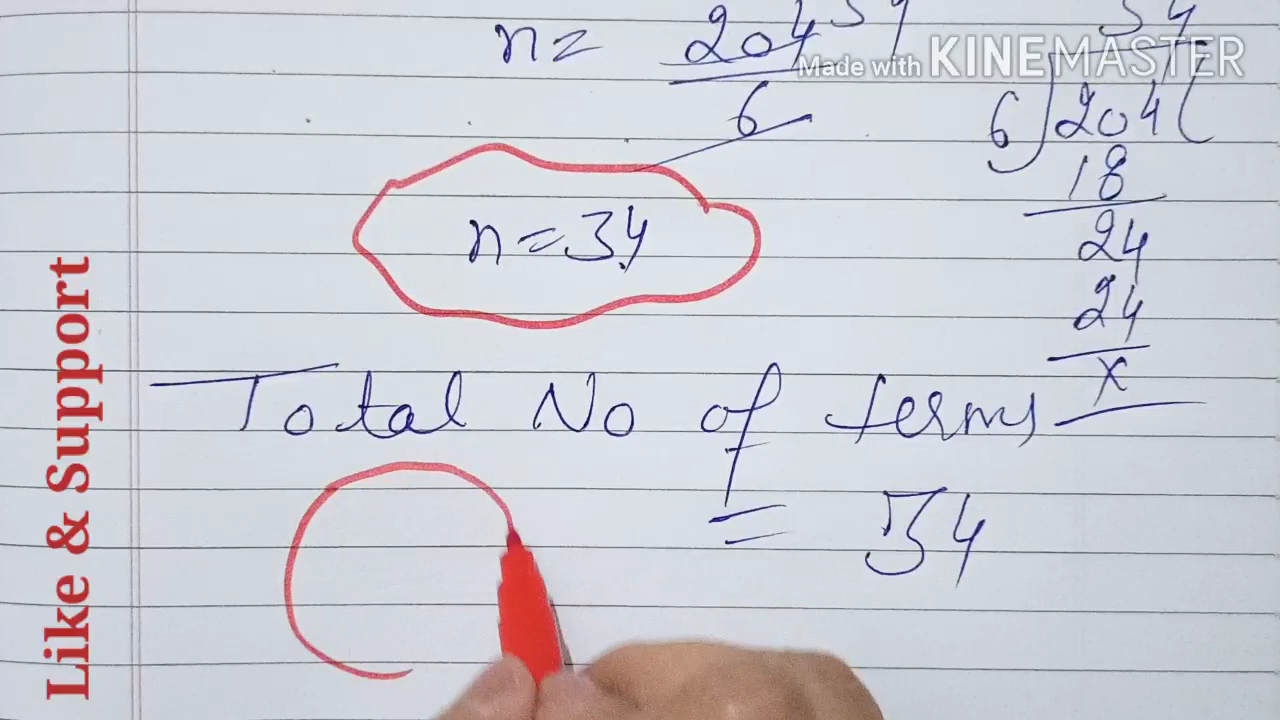 n = 204 34
6
Made with KINEMASTER
34
6 ) 204 (
18
24
24
x
n = 34
Total No of terms
= 54
Like & Support